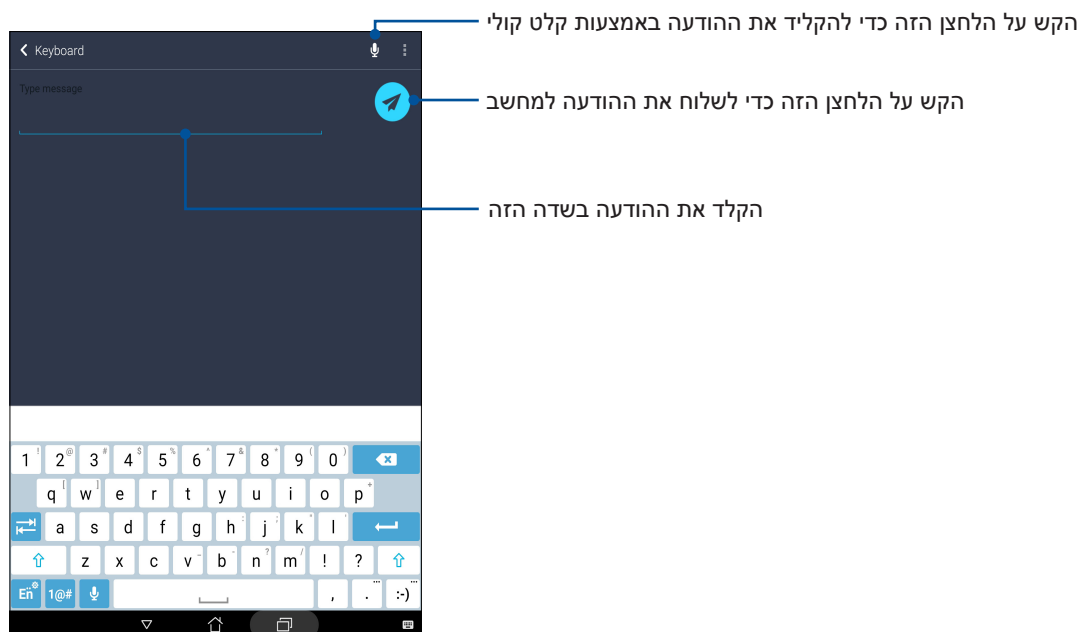 הקש על הלחצן הזה כדי להקליד את ההודעה באמצעות קלט קולי
Keyboard
Type message
הקש על הלחצן הזה כדי לשלוח את ההודעה למחשב
הקלד את ההודעה בשדה הזה
1 ! 2 @ 3 # 4 $ 5 % 6 ^ 7 & 8 * 9 ( 0 )
q [ w ] e r t y u i o p +
a s d f g h : j ; k " l '
z x c v - b - n ? m / ! ?
En 1@# , . ... :-) ...